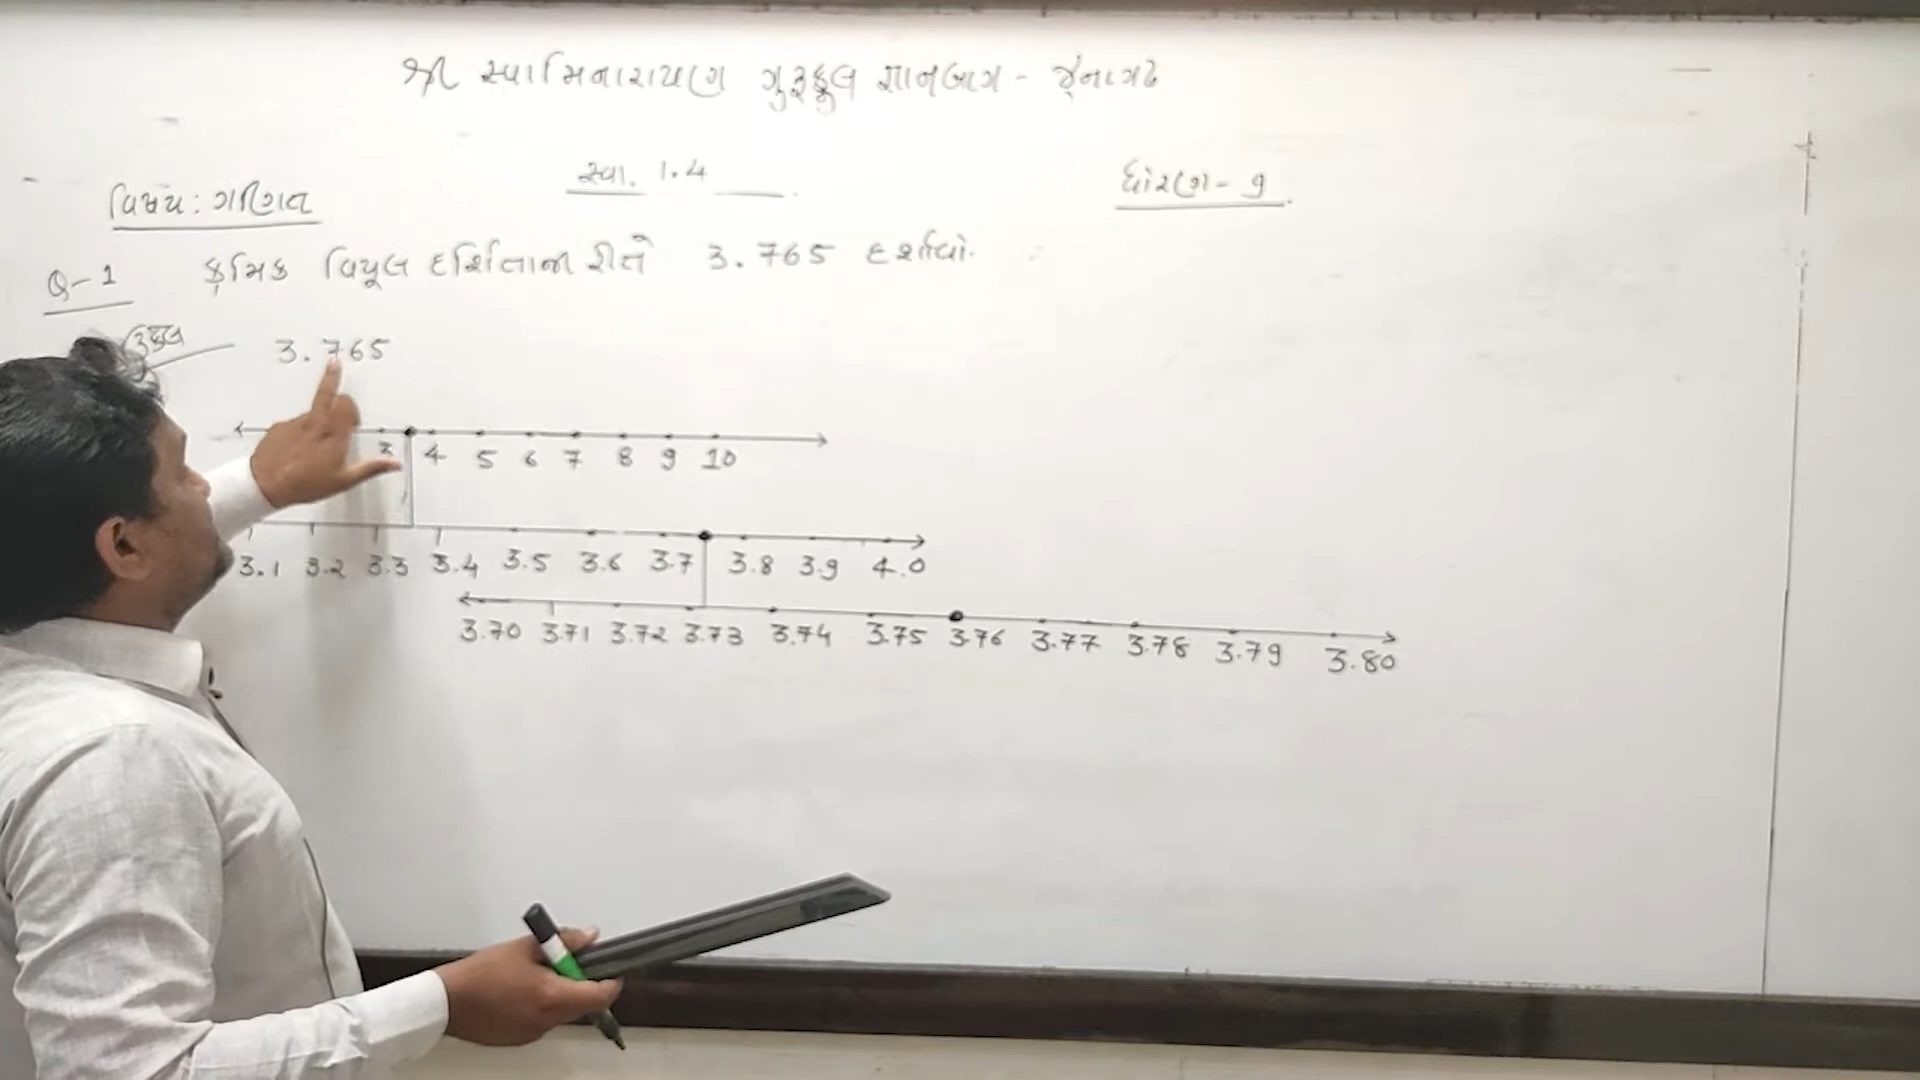 શ્રી સ્વામિનારાયણ ગુરૂકુલ જ્ઞાનબાગ - જૂનાગઢ
વિષય : ગણિત
સ્વા. 1.4
ધોરણ - 9
Q-1 ક્રમિક વિપૂલ દર્શિતાની રીતે 3.765 દર્શાવો.
ઉકેલ 3.765
3 4 5 6 7 8 9 10
3.1 3.2 3.3 3.4 3.5 3.6 3.7 3.8 3.9 4.0
3.70 3.71 3.72 3.73 3.74 3.75 3.76 3.77 3.78 3.79 3.80